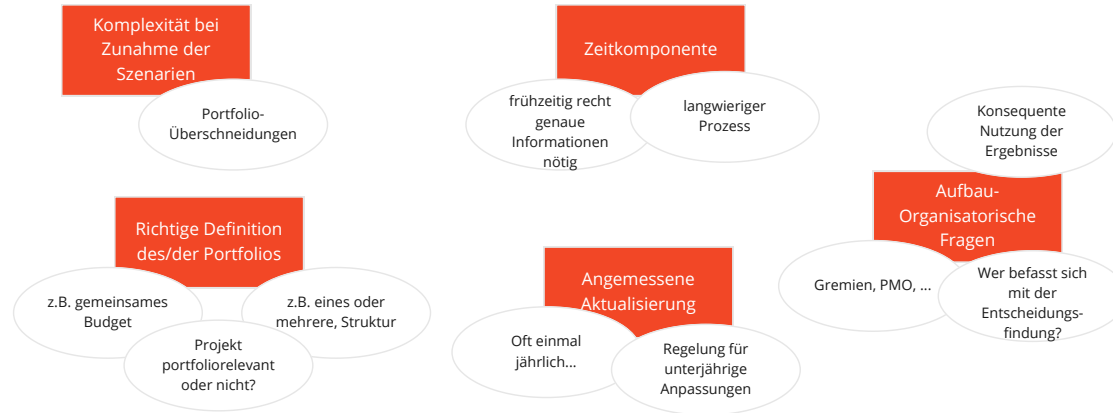 Komplexität bei
Zunahme der
Szenarien
Portfolio-
Überschneidungen
Zeitkomponente
frühzeitig recht
genaue
Informationen
nötig
langwieriger
Prozess
Konsequente
Nutzung der
Ergebnisse
Aufbau-
Organisatorische
Fragen
Gremien, PMO, ...
Wer befasst sich
mit der
Entscheidungs-
findung?
Richtige Definition
des/der Portfolios
z.B. gemeinsames
Budget
z.B. eines oder
mehrere, Struktur
Projekt
portfoliorelevant
oder nicht?
Angemessene
Aktualisierung
Oft einmal
jährlich...
Regelung für
unterjährige
Anpassungen